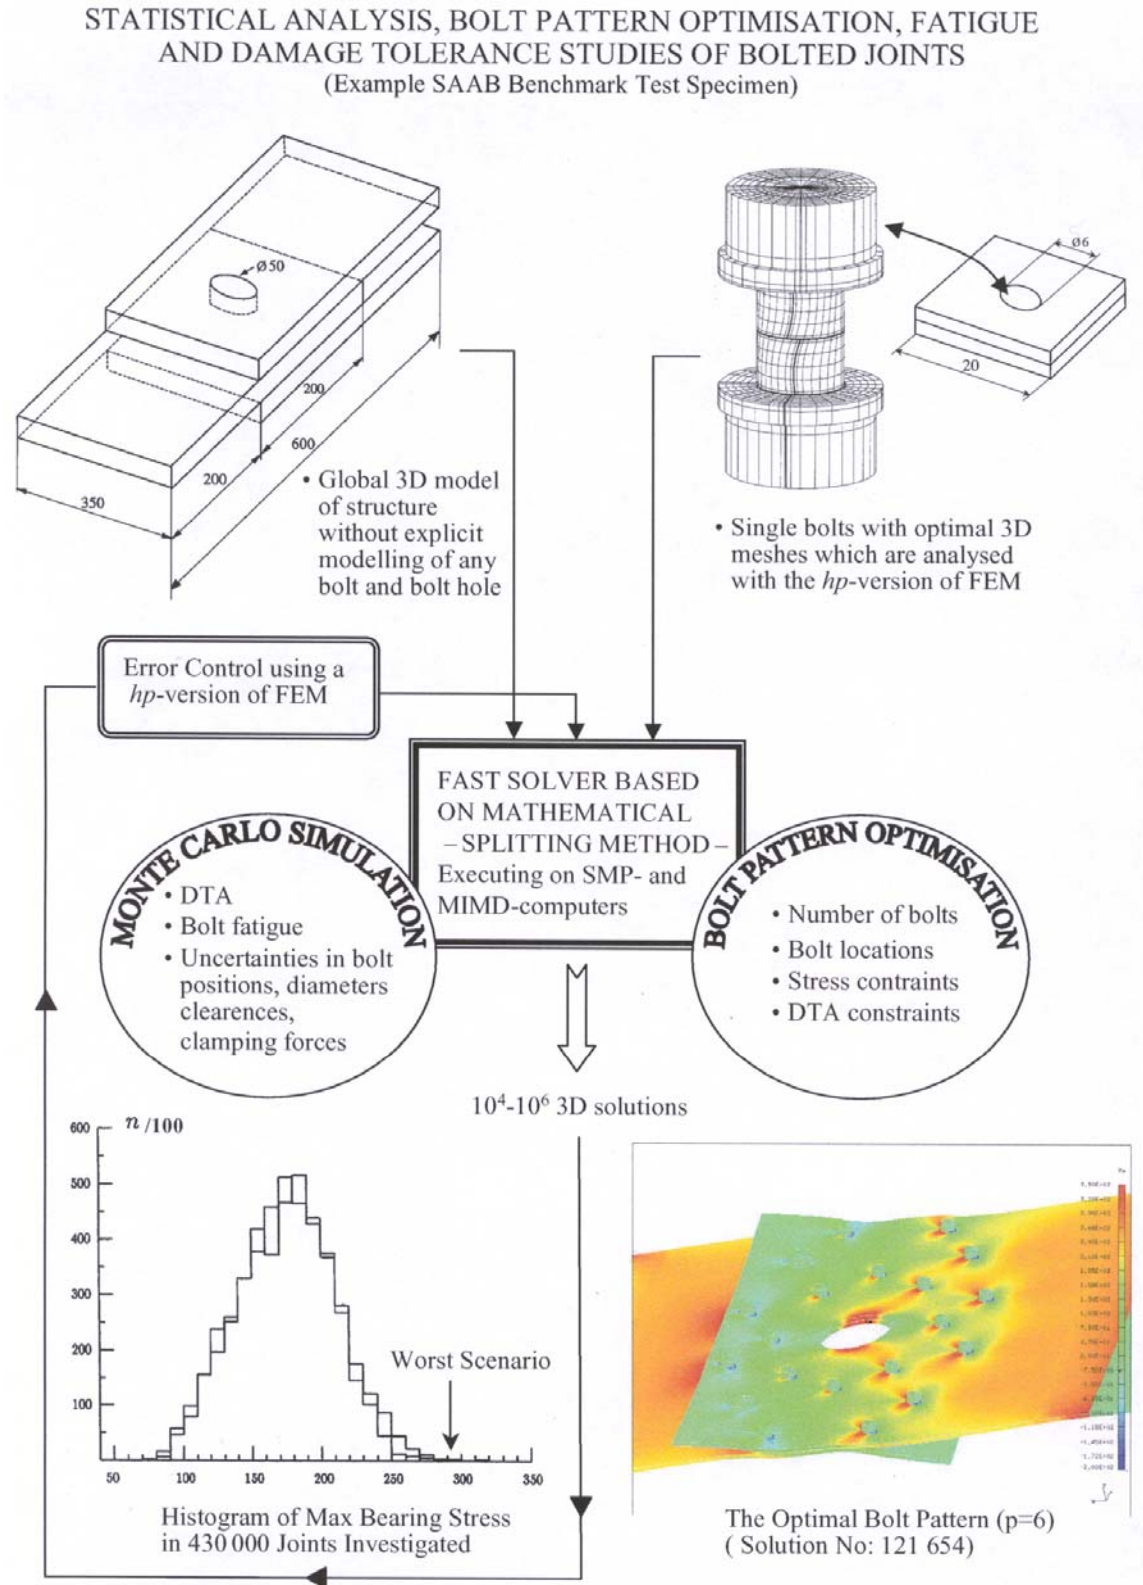 STATISTICAL ANALYSIS, BOLT PATTERN OPTIMISATION, FATIGUE
AND DAMAGE TOLERANCE STUDIES OF BOLTED JOINTS
(Example SAAB Benchmark Test Specimen)
Ø50
200
600
200
350
Ø6
20
• Global 3D model
of structure
without explicit
modelling of any
bolt and bolt hole
• Single bolts with optimal 3D
meshes which are analysed
with the hp-version of FEM
Error Control using a
hp-version of FEM
FAST SOLVER BASED
ON MATHEMATICAL
– SPLITTING METHOD –
Executing on SMP- and
MIMD-computers
MONTE CARLO SIMULATION
• DTA
• Bolt fatigue
• Uncertainties in bolt
positions, diameters
clearences,
clamping forces
BOLT PATTERN OPTIMISATION
• Number of bolts
• Bolt locations
• Stress contraints
• DTA constraints
10⁴-10⁶ 3D solutions
n /100
600
500
400
300
200
100
50
100
150
200
250
300
350
Worst Scenario
Histogram of Max Bearing Stress
in 430 000 Joints Investigated
The Optimal Bolt Pattern (p=6)
( Solution No: 121 654)